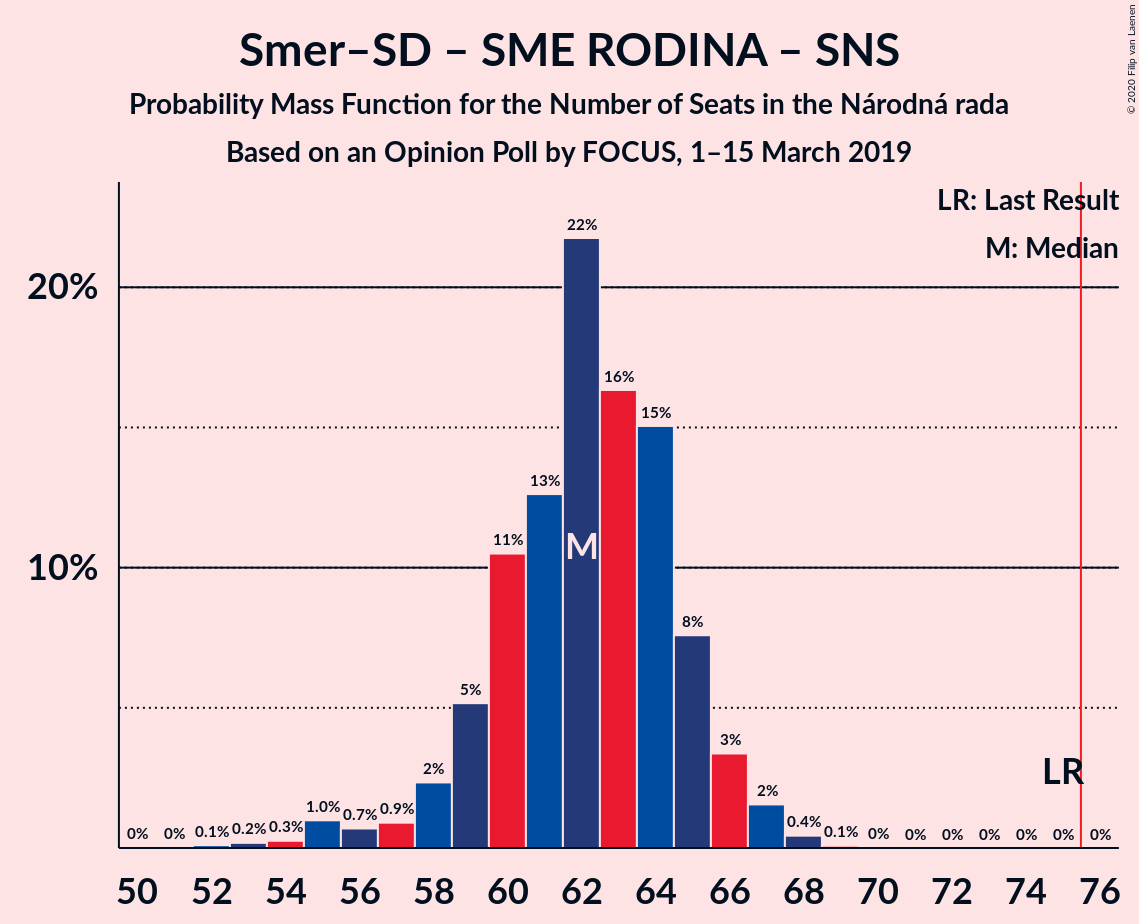 Smer–SD – SME RODINA – SNS
Probability Mass Function for the Number of Seats in the Národná rada
Based on an Opinion Poll by FOCUS, 1–15 March 2019
© 2020 Filip van Laenen
LR: Last Result
M: Median
20%
10%
0% 0% 0.1% 0.2% 0.3% 1.0% 0.7% 0.9% 2% 5% 11% 13% 22% 16% 15% 8% 3% 2% 0.4% 0.1% 0% 0% 0% 0% 0% 0% 0%
M
LR
50 52 54 56 58 60 62 64 66 68 70 72 74 76